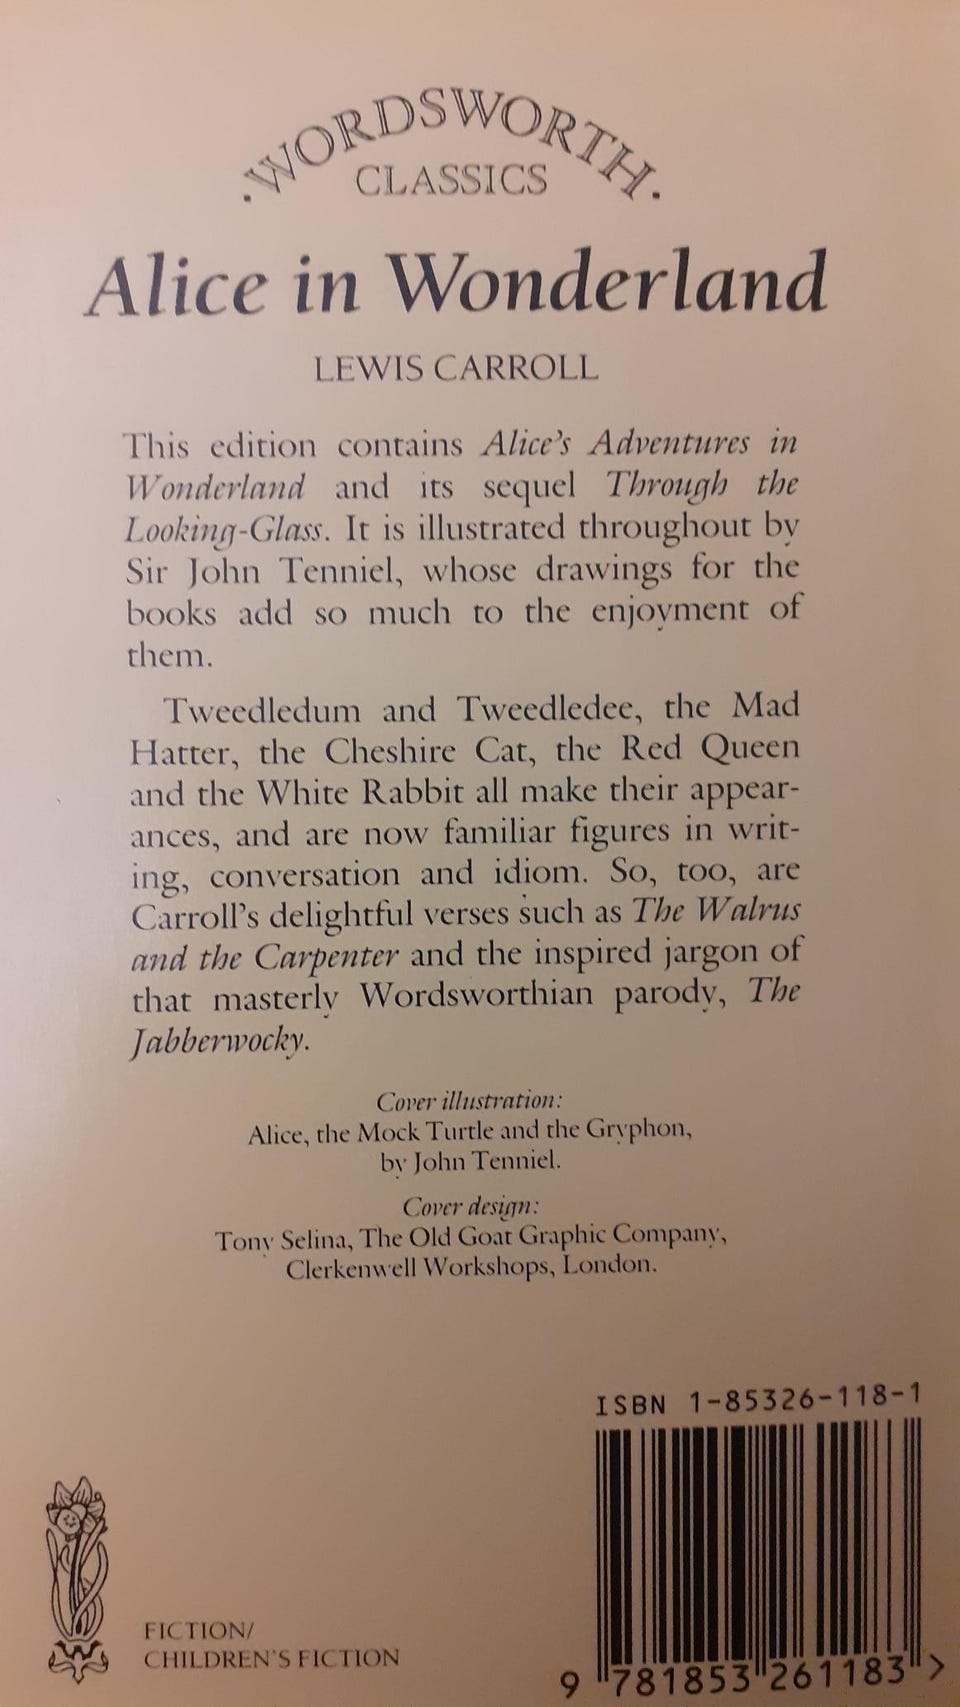 ·WORDSWORTH·
CLASSICS
Alice in Wonderland
LEWIS CARROLL
This edition contains Alice's Adventures in
Wonderland and its sequel Through the
Looking-Glass. It is illustrated throughout by
Sir John Tenniel, whose drawings for the
books add so much to the enjoyment of
them.
Tweedledum and Tweedledee, the Mad
Hatter, the Cheshire Cat, the Red Queen
and the White Rabbit all make their appear-
ances, and are now familiar figures in writ-
ing, conversation and idiom. So, too, are
Carroll's delightful verses such as The Walrus
and the Carpenter and the inspired jargon of
that masterly Wordsworthian parody, The
Jabberwocky.
Cover illustration:
Alice, the Mock Turtle and the Gryphon,
by John Tenniel.
Cover design:
Tony Selina, The Old Goat Graphic Company,
Clerkenwell Workshops, London.
ISBN 1-85326-118-1
FICTION/
CHILDREN'S FICTION
9 781853 261183 >